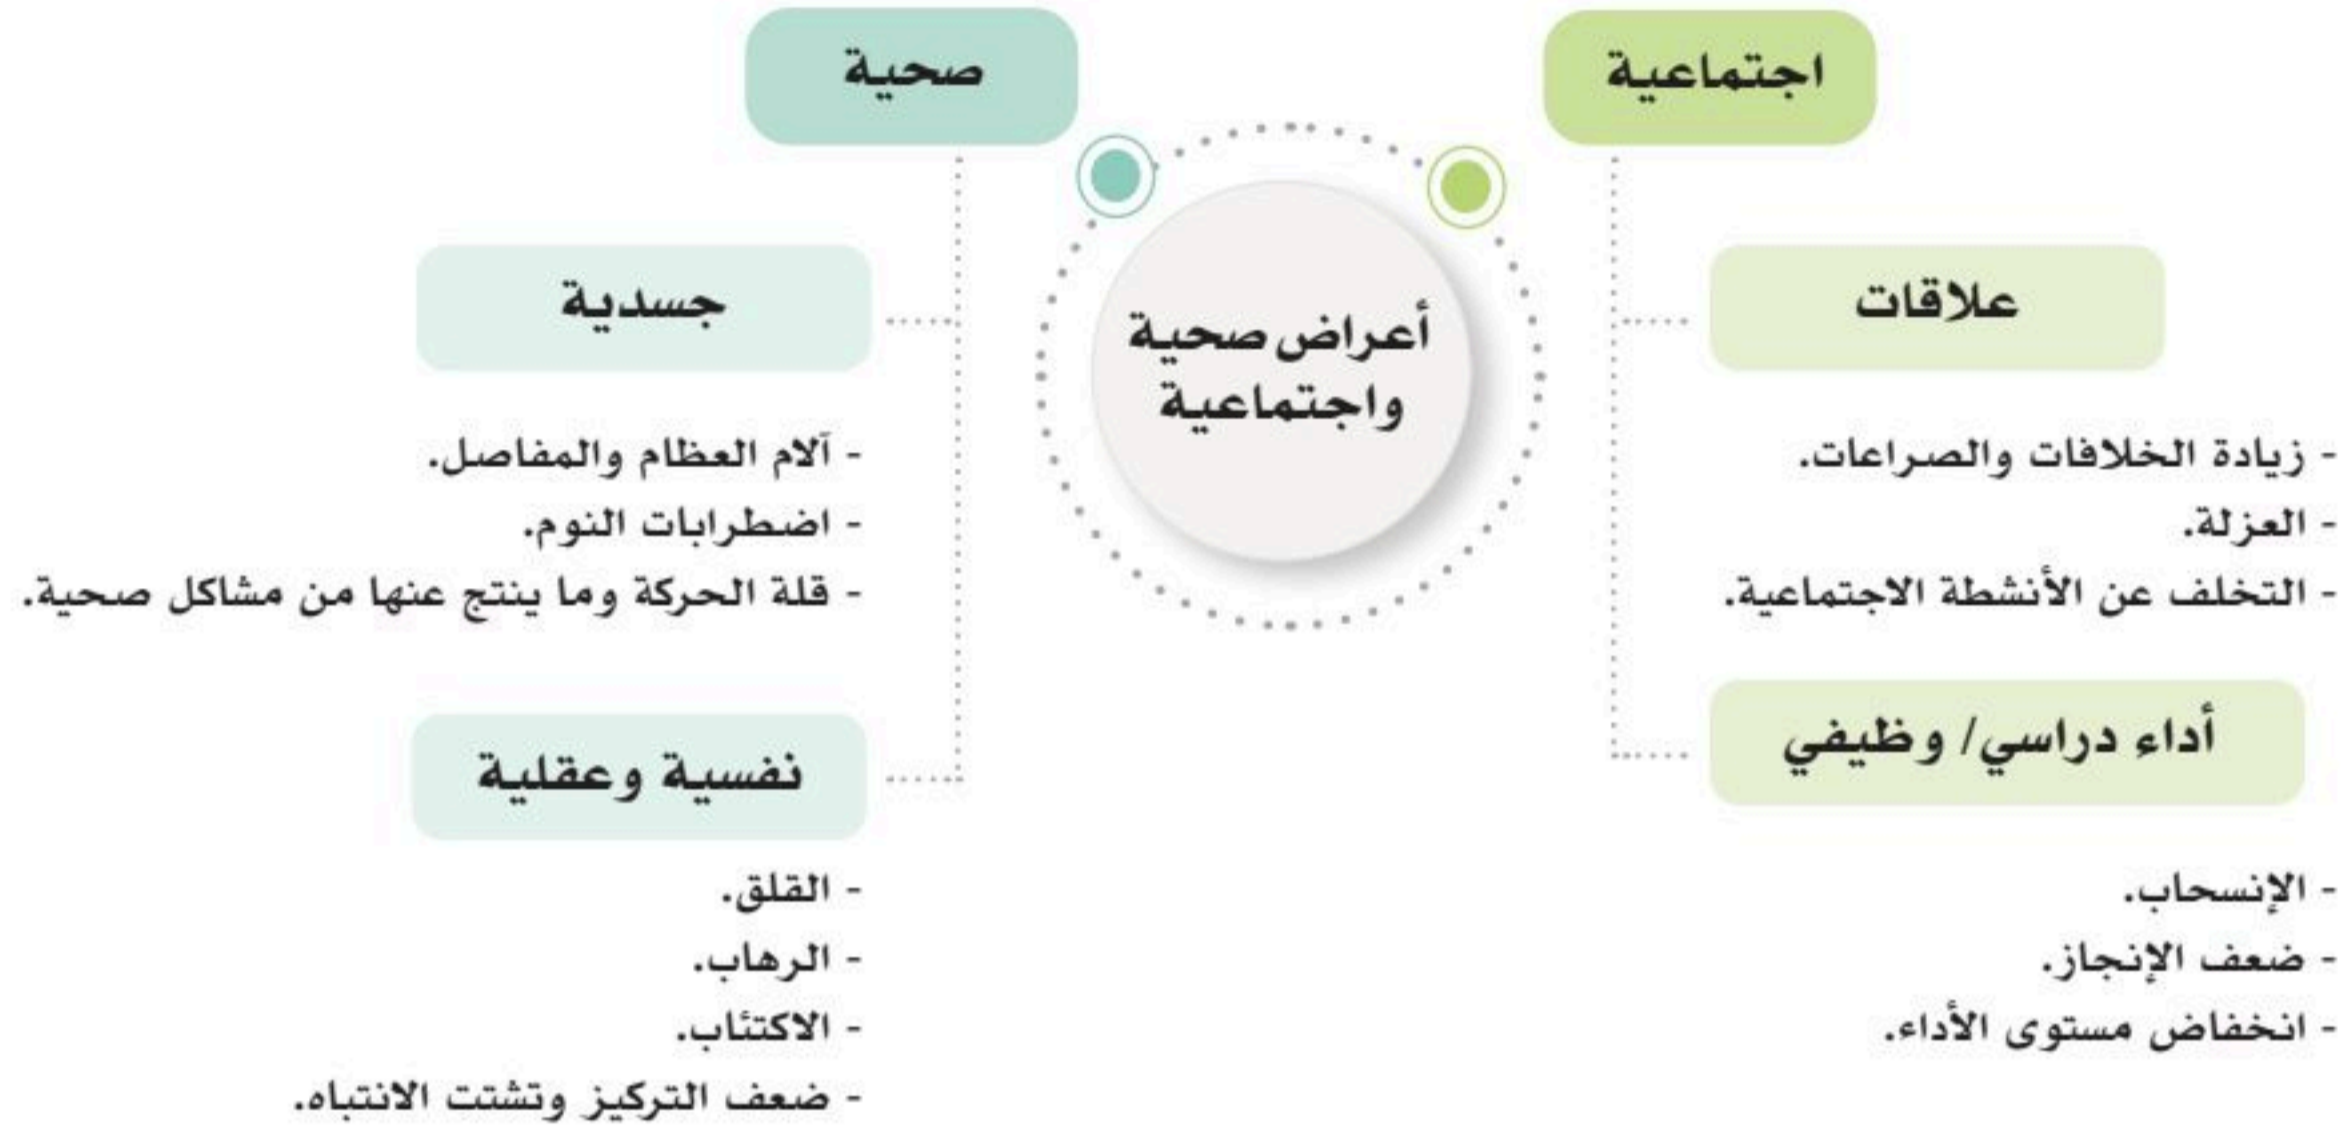 أعراض صحية
واجتماعية
اجتماعية
علاقات
- زيادة الخلافات والصراعات.
- العزلة.
- التخلف عن الأنشطة الاجتماعية.
أداء دراسي/ وظيفي
- الإنسحاب.
- ضعف الإنجاز.
- انخفاض مستوى الأداء.
صحية
جسدية
- آلام العظام والمفاصل.
- اضطرابات النوم.
- قلة الحركة وما ينتج عنها من مشاكل صحية.
نفسية وعقلية
- القلق.
- الرهاب.
- الاكتئاب.
- ضعف التركيز وتشتت الانتباه.